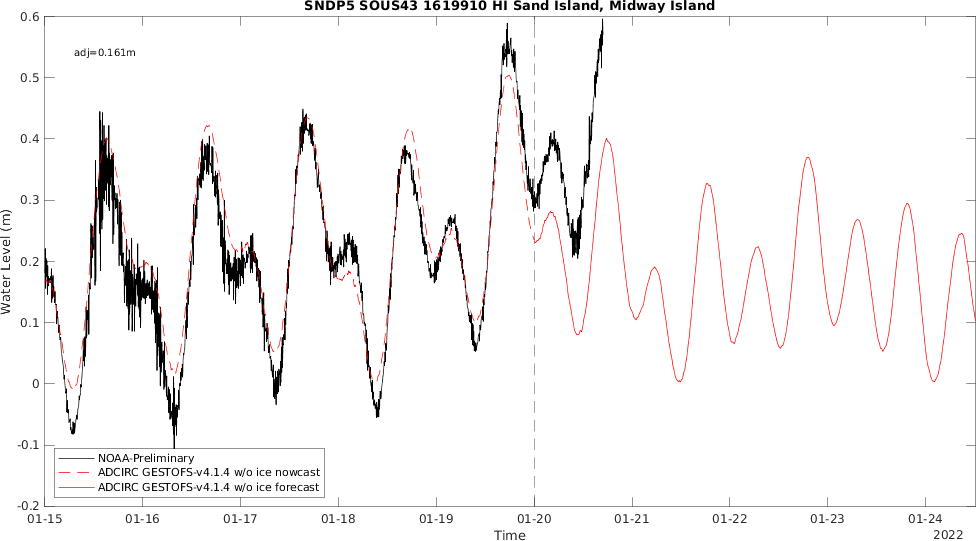 SNDP5 SOUS43 1619910 HI Sand Island, Midway Island
adj=0.161m
0.6
0.5
0.4
0.3
0.2
0.1
0
-0.1
-0.2
Water Level (m)
NOAA-Preliminary
ADCIRC GESTOFS-v4.1.4 w/o ice nowcast
ADCIRC GESTOFS-v4.1.4 w/o ice forecast
01-15 01-16 01-17 01-18 01-19 01-20 01-21 01-22 01-23 01-24
Time
2022